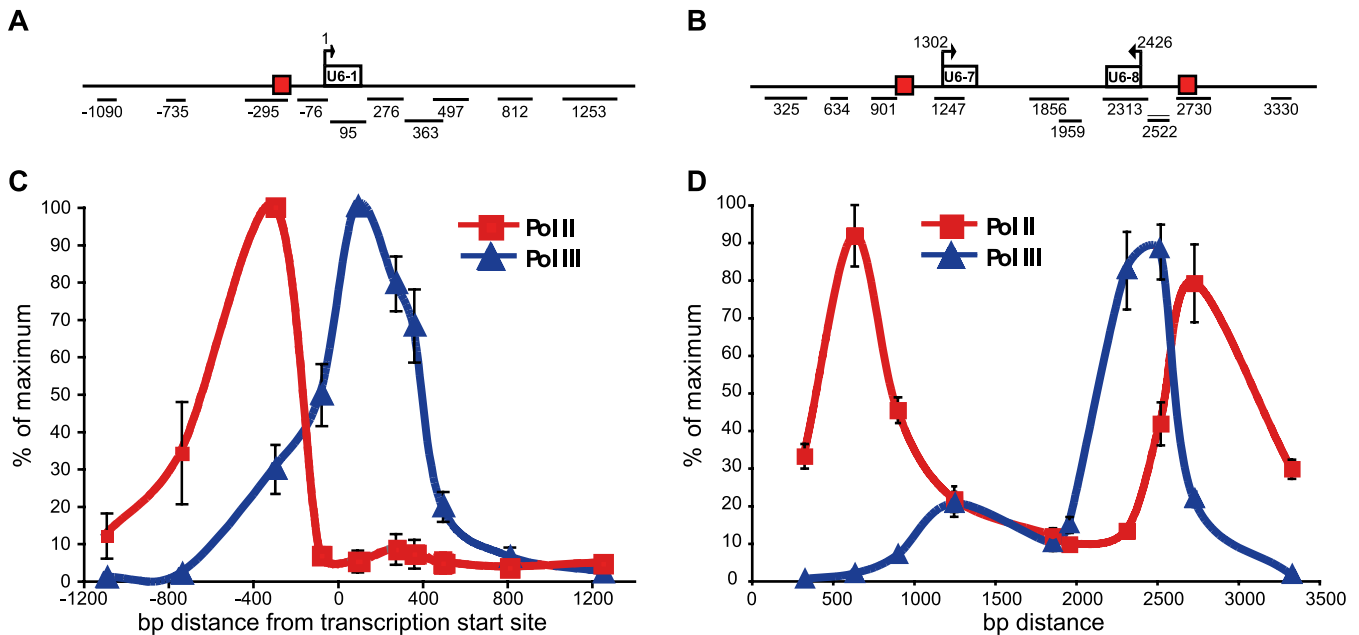 A
1
U6-1
-1090 -735 -295 -76 276 497 812 1253
95 363
B
1302 2426
U6-7 U6-8
325 634 901 1247 1856 2313 2730 3330
1959 2522
C
% of maximum
100
90
80
70
60
50
40
30
20
10
0
-1200 -800 -400 0 400 800 1200
bp distance from transcription start site
Pol II
Pol III
D
% of maximum
100
90
80
70
60
50
40
30
20
10
0
0 500 1000 1500 2000 2500 3000 3500
bp distance
Pol II
Pol III